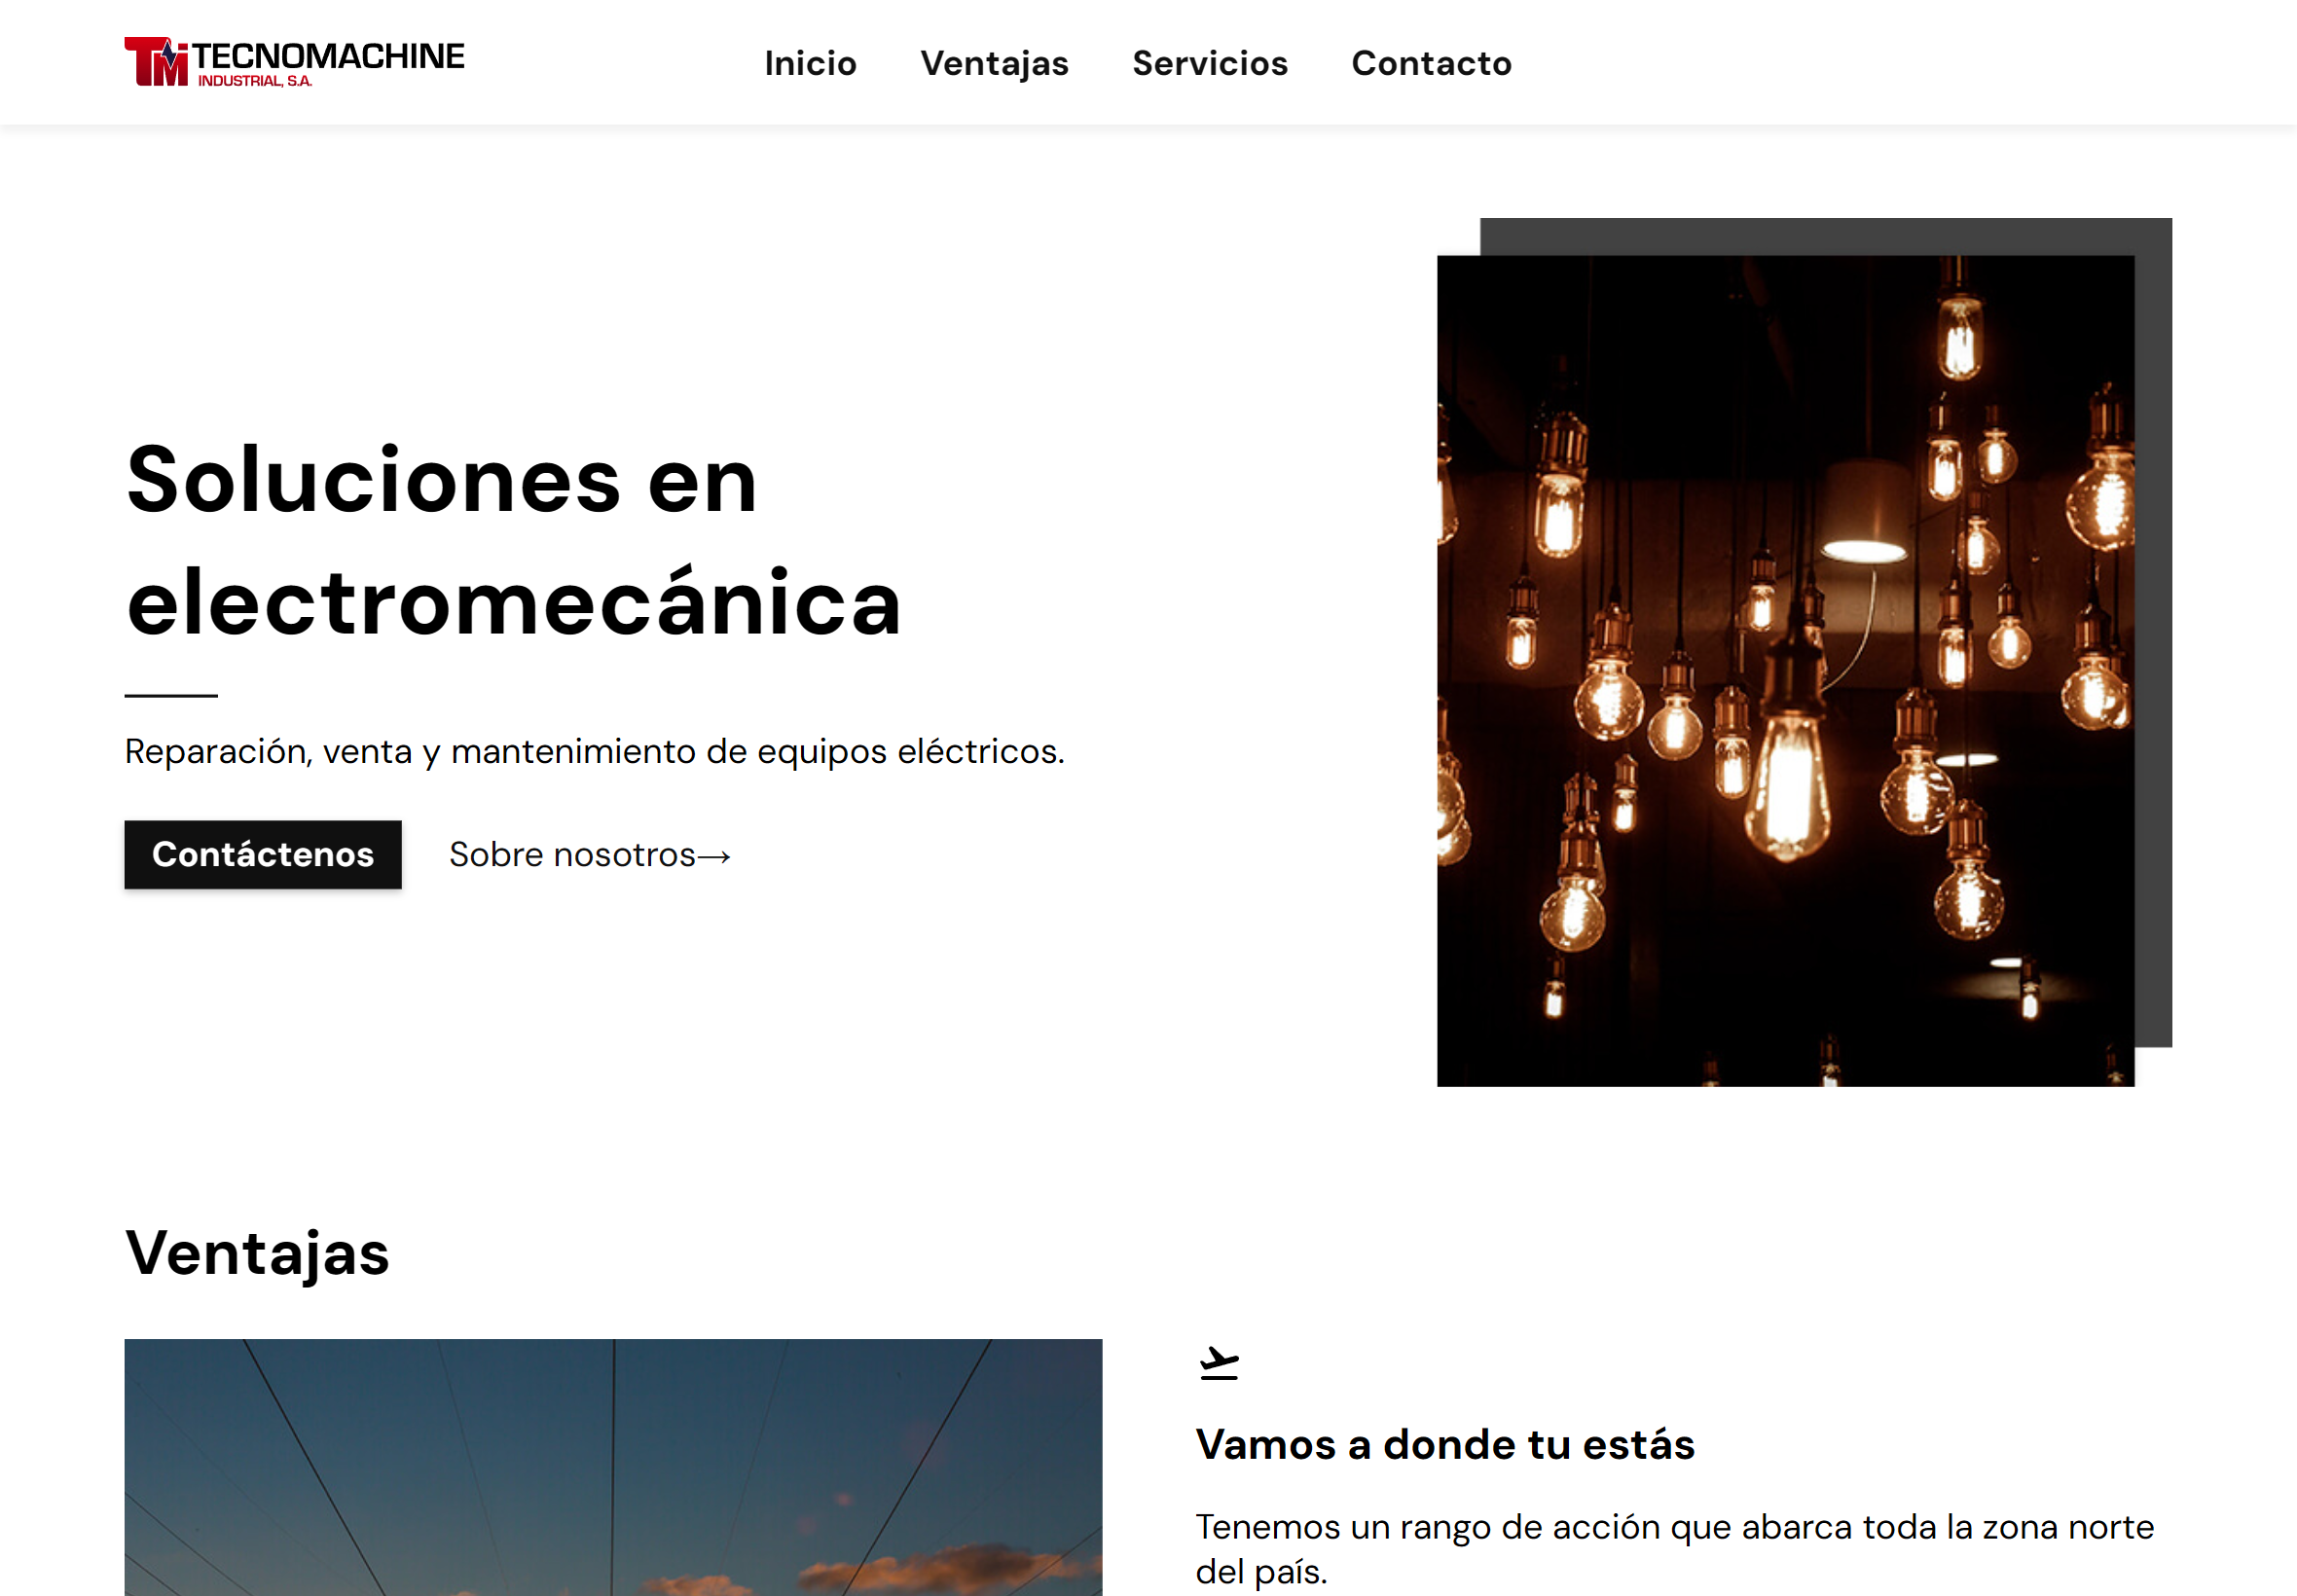 TM TECNOMACHINE
INDUSTRIAL, S.A.
Inicio Ventajas Servicios Contacto
Soluciones en
electromecánica
Reparación, venta y mantenimiento de equipos eléctricos.
Contáctenos Sobre nosotros→
Ventajas
Vamos a donde tu estás
Tenemos un rango de acción que abarca toda la zona norte
del país.